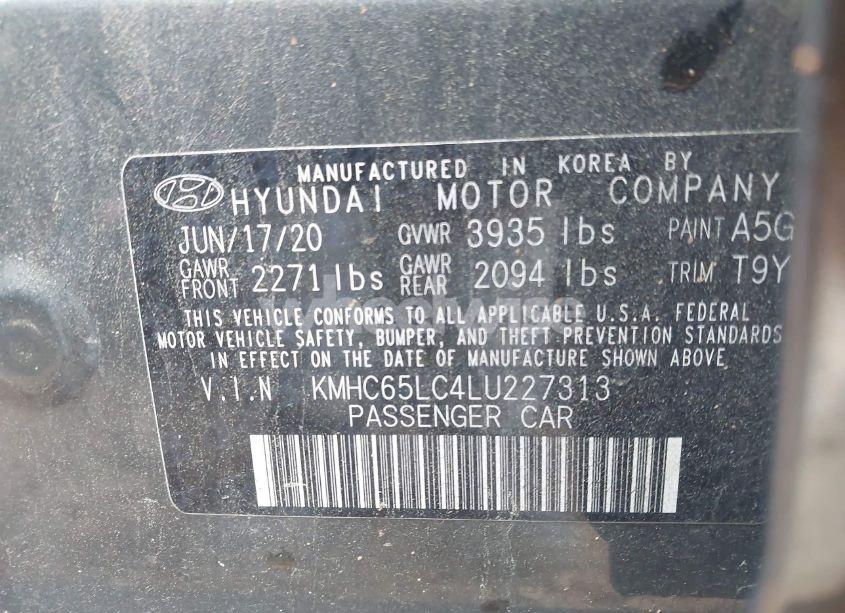 MANUFACTURED IN KOREA BY
HYUNDAI MOTOR COMPANY
JUN/17/20 GVWR 3935 lbs PAINT A5G
GAWR FRONT 2271 lbs GAWR REAR 2094 lbs TRIM T9Y
THIS VEHICLE CONFORMS TO ALL APPLICABLE U.S.A. FEDERAL
MOTOR VEHICLE SAFETY, BUMPER, AND THEFT PREVENTION STANDARDS
IN EFFECT ON THE DATE OF MANUFACTURE SHOWN ABOVE.
V.I.N KMHC65LC4LU227313
PASSENGER CAR